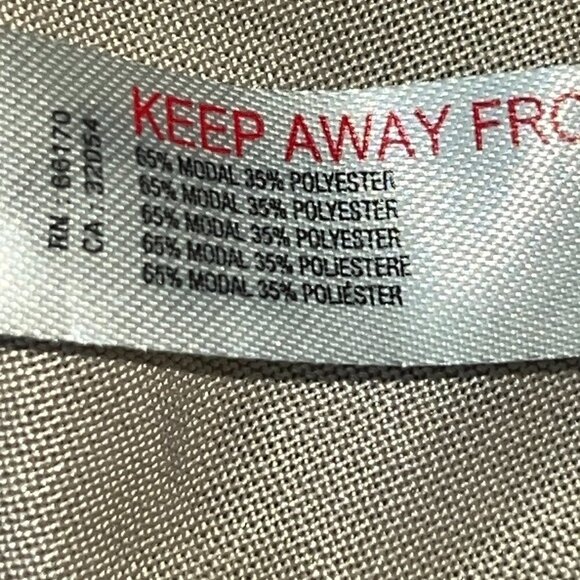 RN : 66170
CA : 32054
KEEP AWAY FRO
65% MODAL 35% POLYESTER
65% MODAL 35% POLYESTER
65% MODAL 35% POLYESTER
65% MODAL 35% POLIESTERE
65% MODAL 35% POLIÉSTER